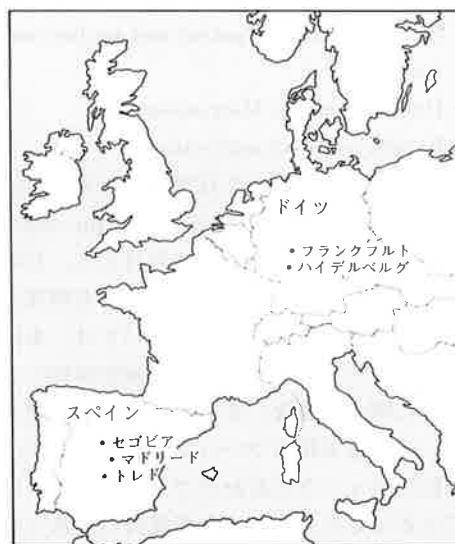 ドイツ
フランクフルト
ハイデルベルグ
スペイン
セゴビア
マドリード
トレド